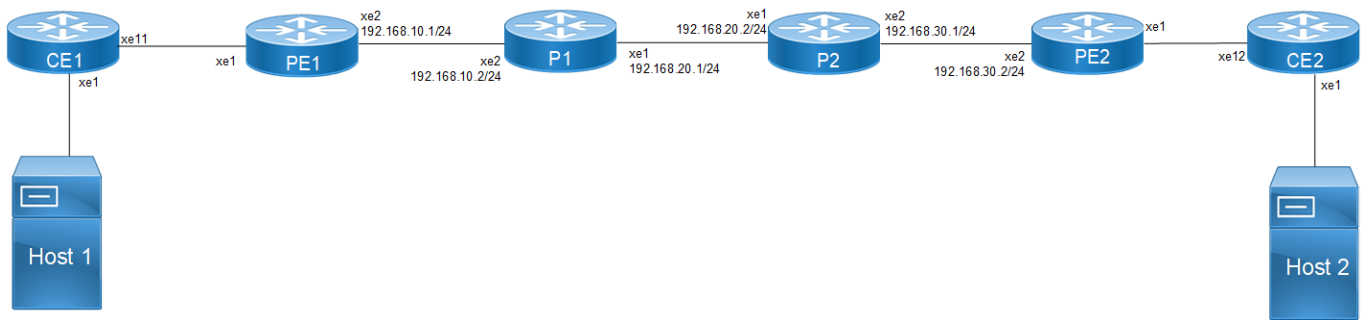 xe2
192.168.10.1/24
xe1
192.168.20.2/24
xe2
192.168.30.1/24
xe11
xe1
CE1
xe1
PE1
xe2
192.168.10.2/24
P1
xe1
192.168.20.1/24
P2
xe2
192.168.30.2/24
PE2
xe1
xe12
CE2
xe1
Host 1
Host 2